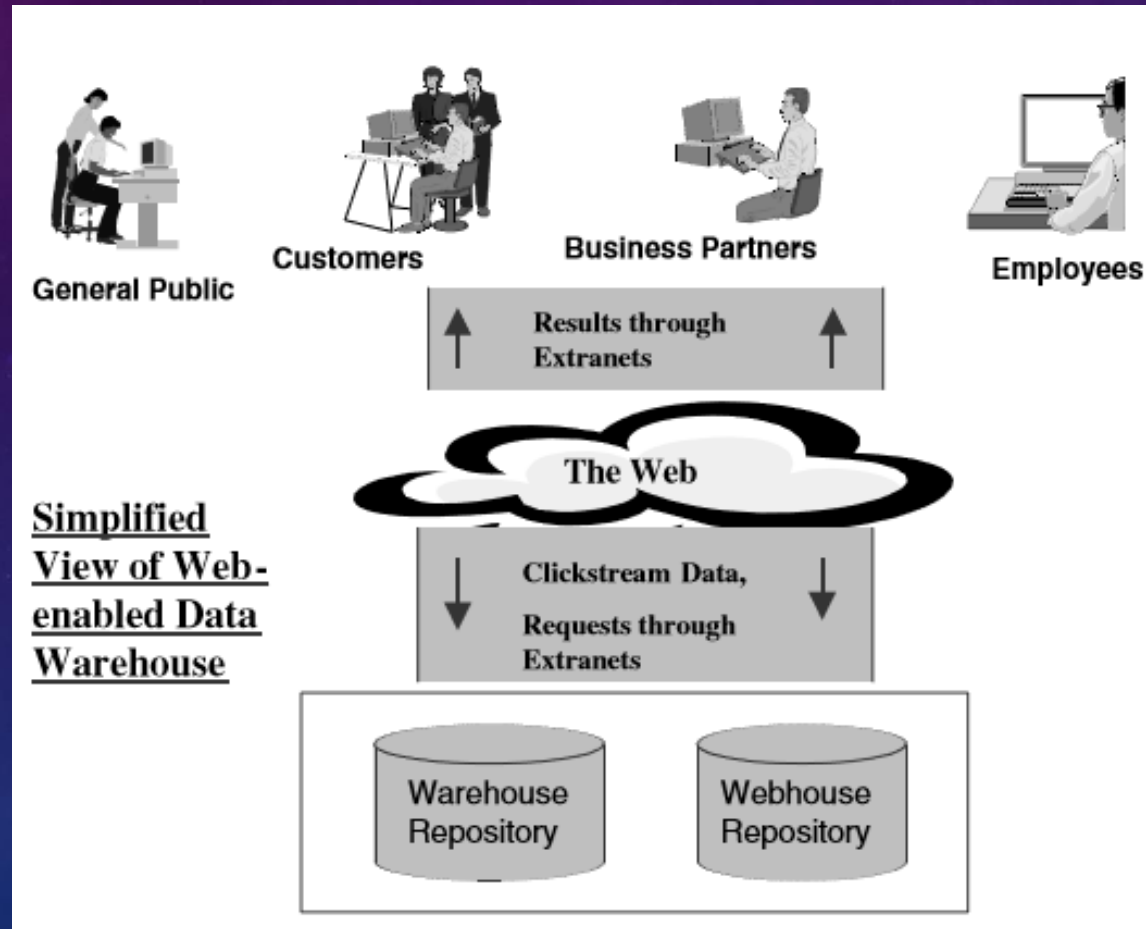 General Public
Customers
Business Partners
Employees
Results through
Extranets
The Web
Simplified
View of Web-
enabled Data
Warehouse
Clickstream Data,
Requests through
Extranets
Warehouse
Repository
Webhouse
Repository